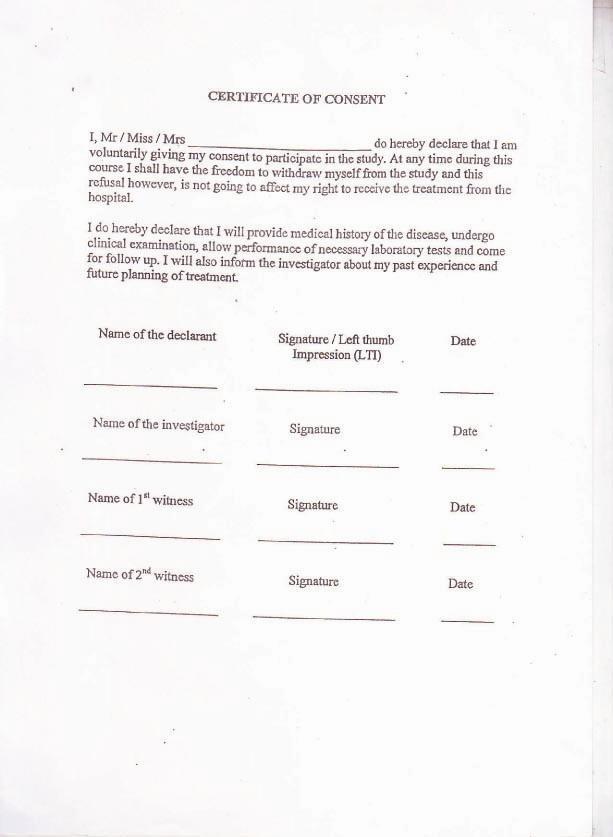 CERTIFICATE OF CONSENT
I, Mr / Miss / Mrs ______________________________ do hereby declare that I am
voluntarily giving my consent to participate in the study. At any time during this
course I shall have the freedom to withdraw myself from the study and this
refusal however, is not going to affect my right to receive the treatment from the
hospital.
I do hereby declare that I will provide medical history of the disease, undergo
clinical examination, allow performance of necessary laboratory tests and come
for follow up. I will also inform the investigator about my past experience and
future planning of treatment.
Name of the declarant Signature / Left thumb Date
Impression (LTI)
Name of the investigator Signature Date
Name of 1st witness Signature Date
Name of 2nd witness Signature Date